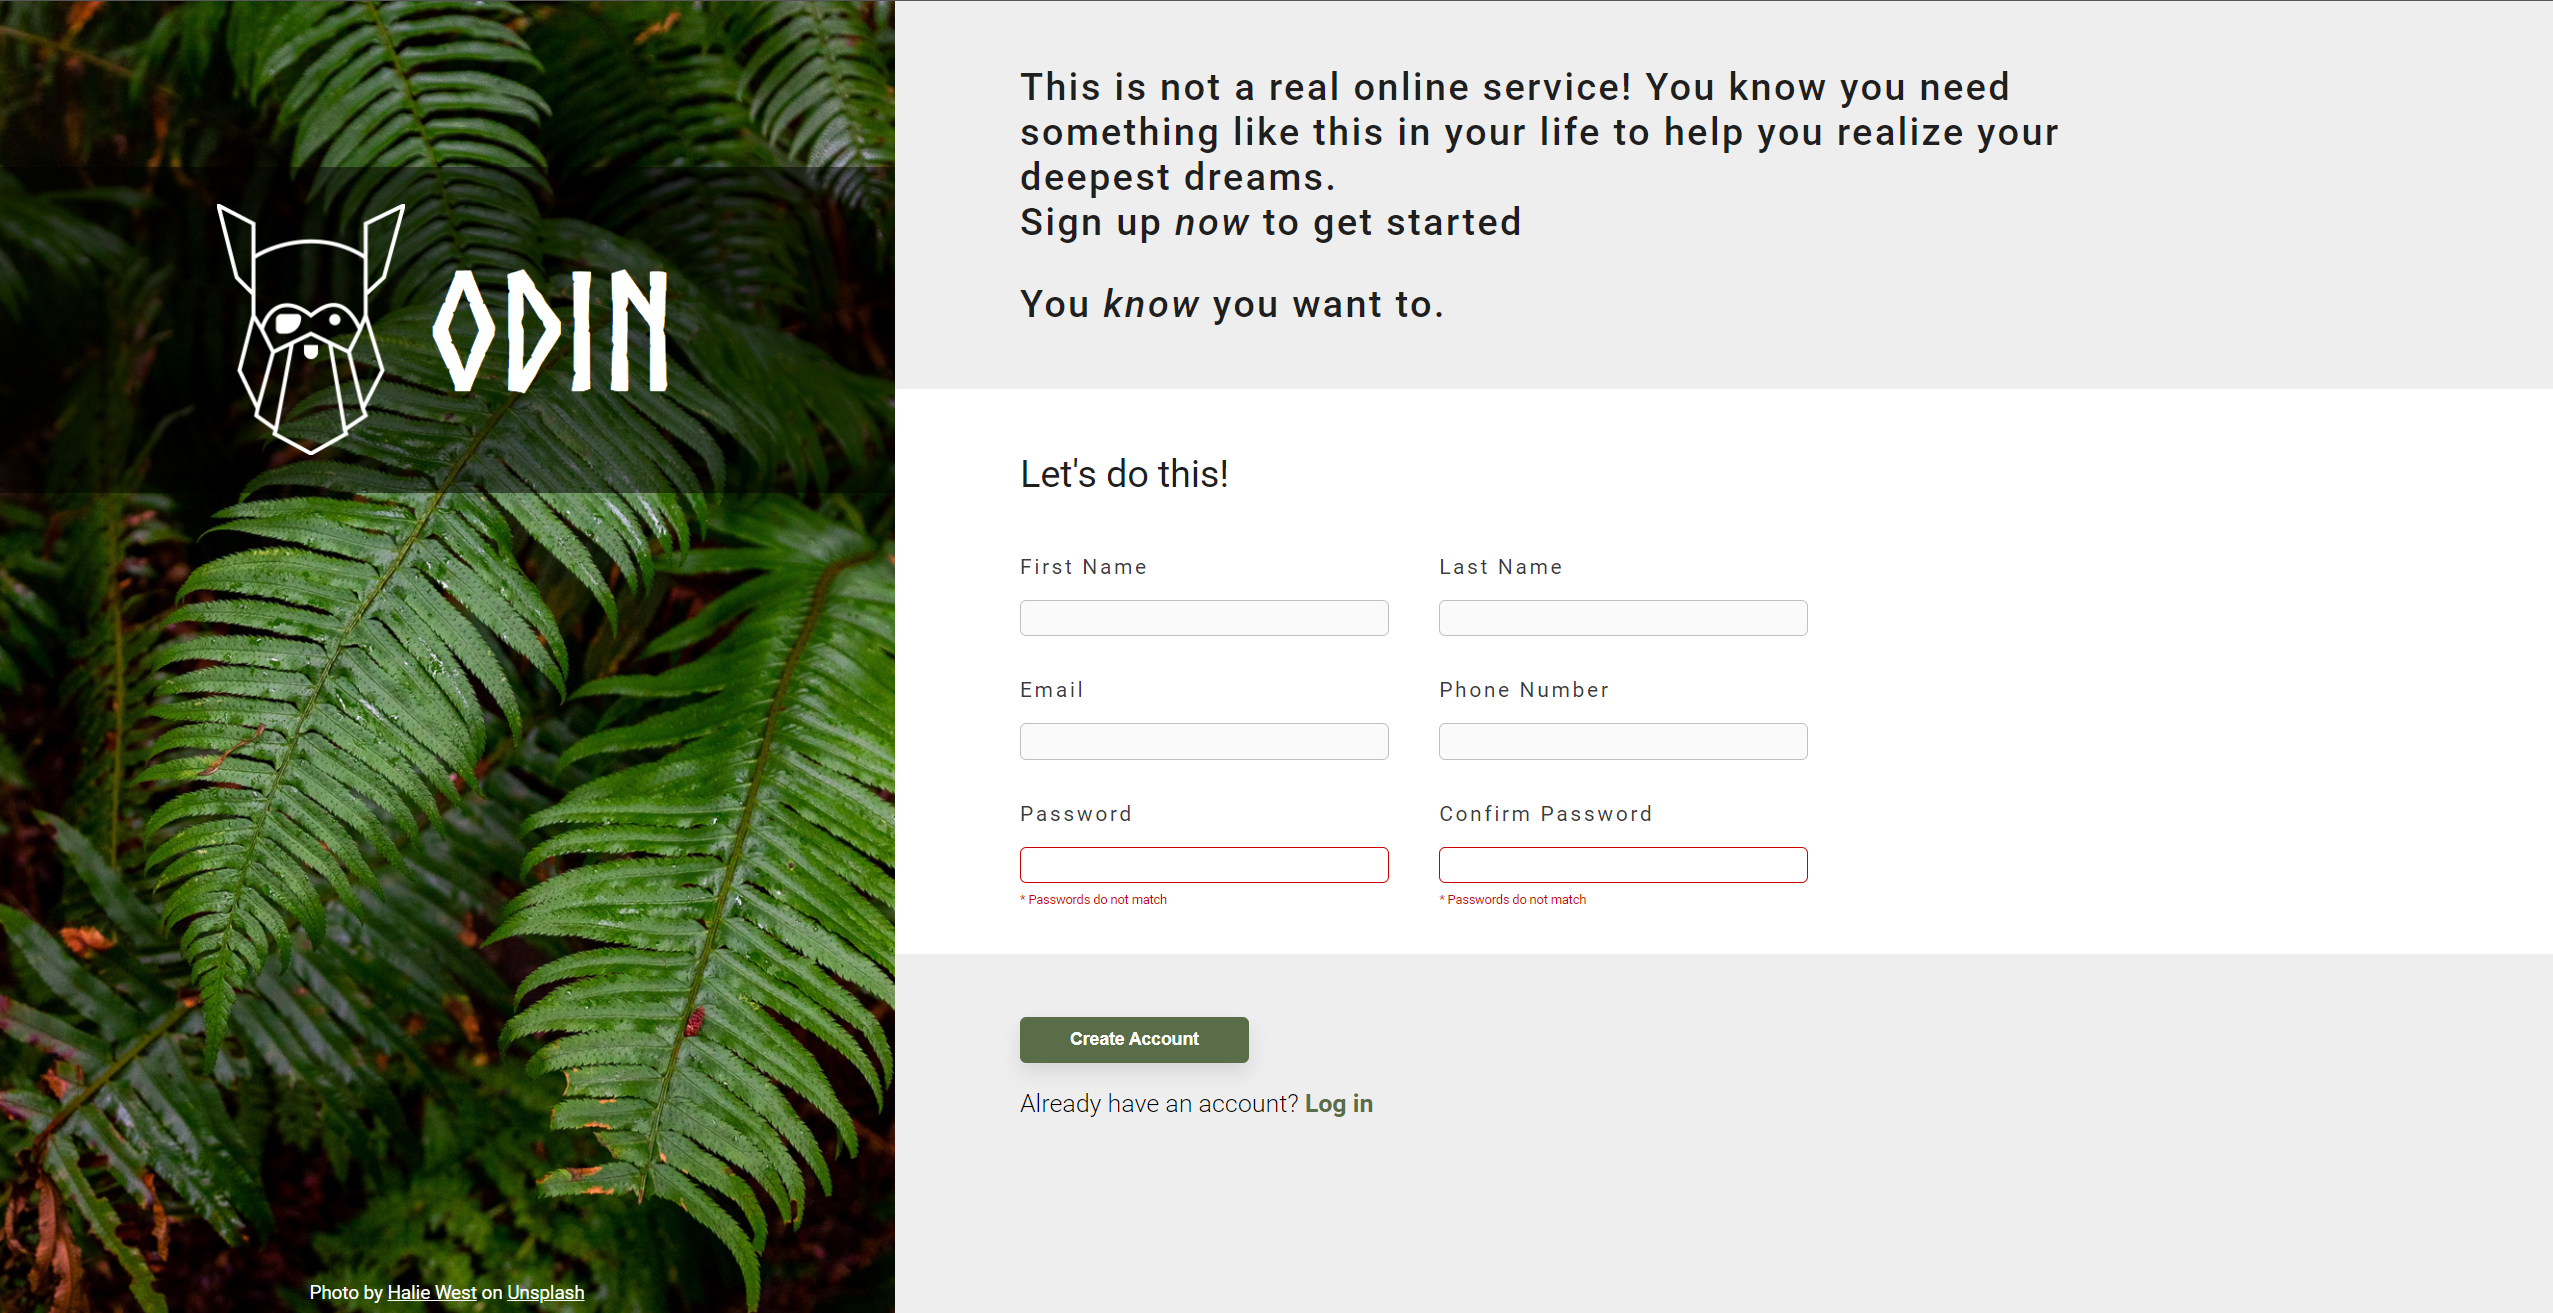 ODIN
Photo by Halie West on Unsplash
This is not a real online service! You know you need
something like this in your life to help you realize your
deepest dreams.
Sign up now to get started
You know you want to.
Let's do this!
First Name
Last Name
Email
Phone Number
Password
Confirm Password
* Passwords do not match
* Passwords do not match
Create Account
Already have an account? Log in